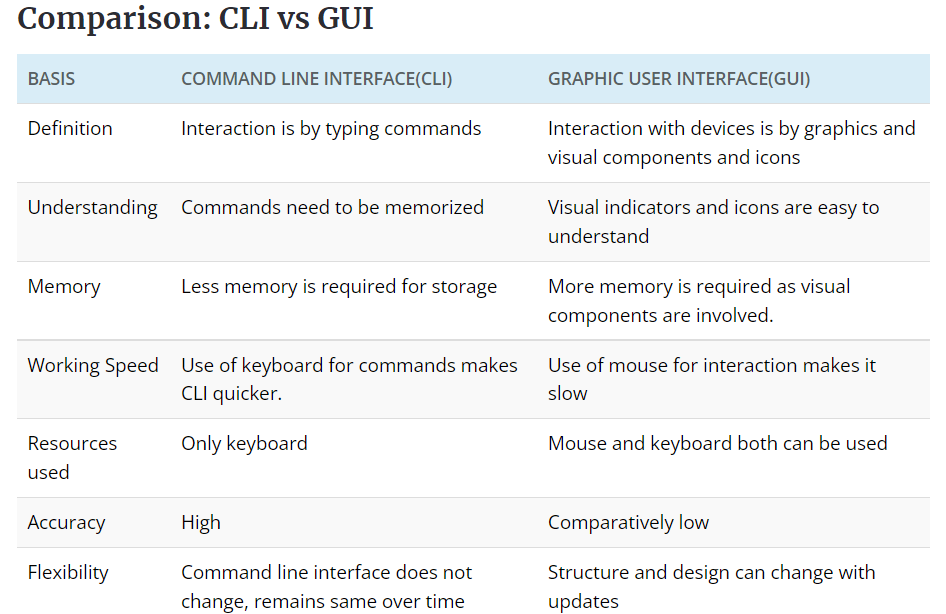 Comparison: CLI vs GUI
BASIS COMMAND LINE INTERFACE(CLI) GRAPHIC USER INTERFACE(GUI)
Definition Interaction is by typing commands Interaction with devices is by graphics and
visual components and icons
Understanding Commands need to be memorized Visual indicators and icons are easy to
understand
Memory Less memory is required for storage More memory is required as visual
components are involved.
Working Speed Use of keyboard for commands makes Use of mouse for interaction makes it
CLI quicker. slow
Resources Only keyboard Mouse and keyboard both can be used
used
Accuracy High Comparatively low
Flexibility Command line interface does not Structure and design can change with
change, remains same over time updates